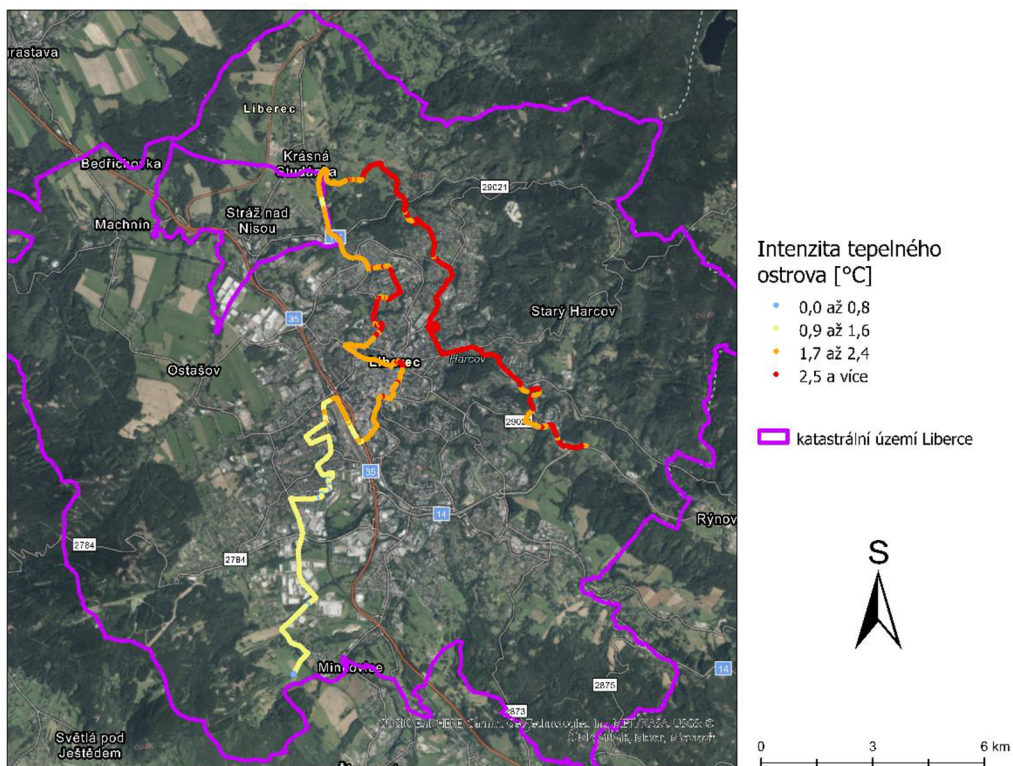 Liberec
Bedřichovka
Krásná
Studánka
29021
Machnín
Stráž nad
Nisou
35
Starý Harcov
Ostašov
Liberec
Harcov
35
14
2784
2784
Rýnov
Minkovice
14
2875
2873
Světlá pod
Ještědem
Intenzita tepelného
ostrova [°C]
0,0 až 0,8
0,9 až 1,6
1,7 až 2,4
2,5 a více
katastrální území Liberce
S
0 3 6 km